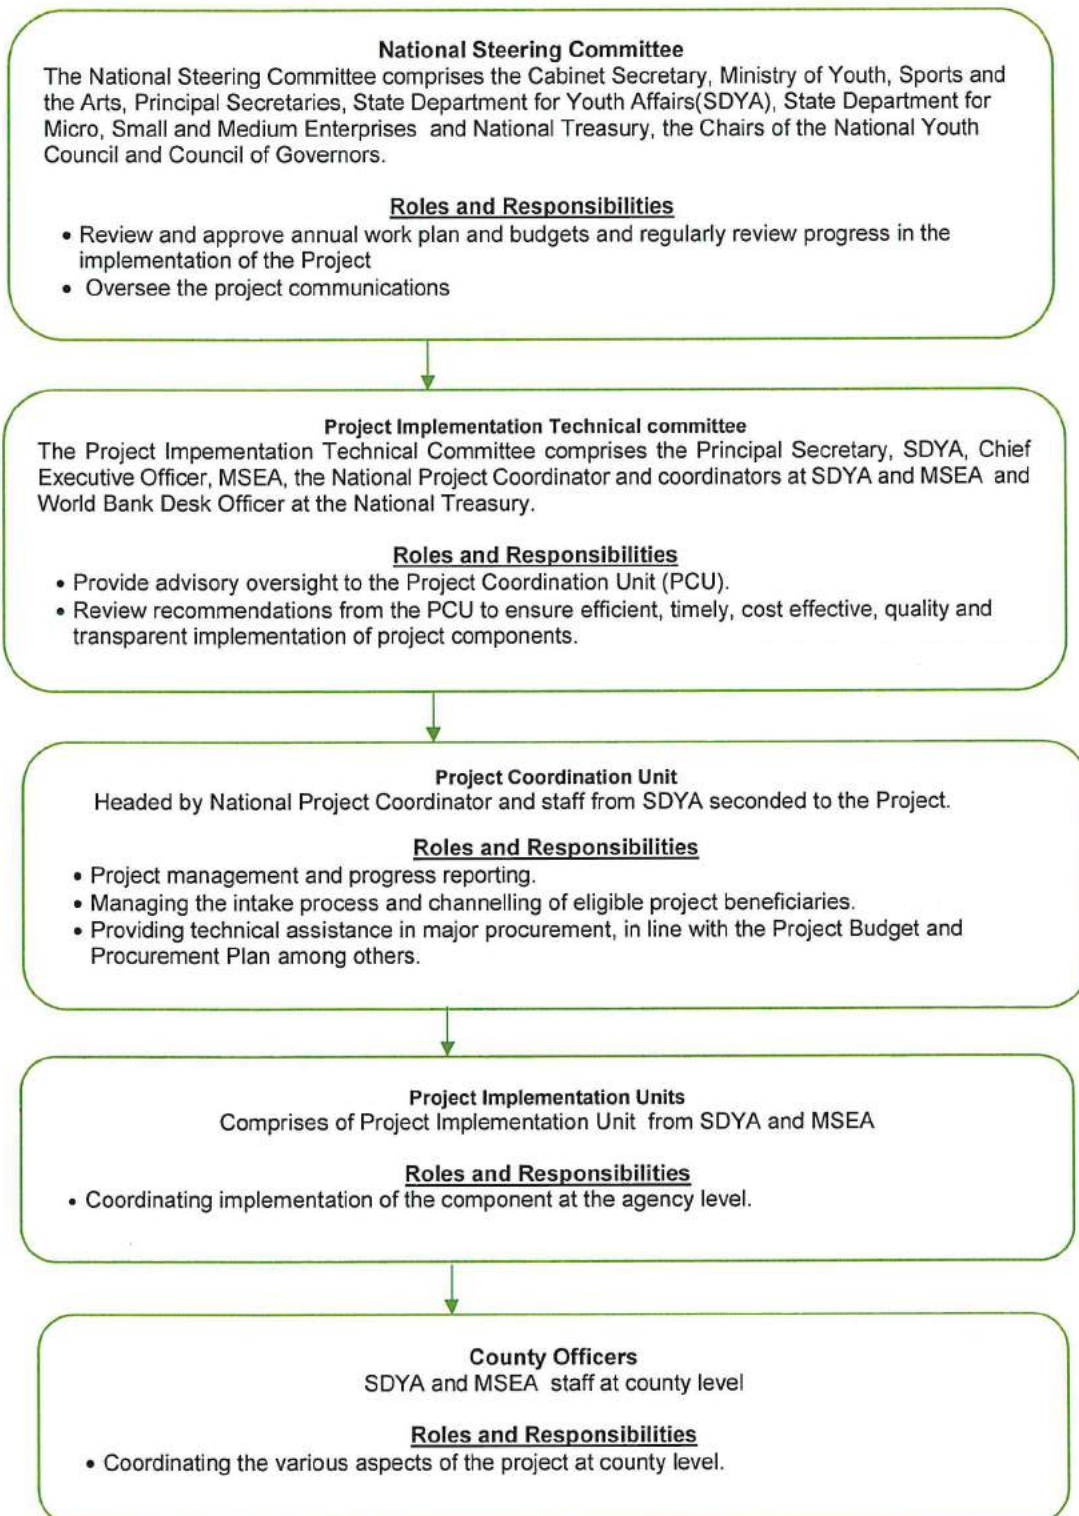 National Steering Committee
The National Steering Committee comprises the Cabinet Secretary, Ministry of Youth, Sports and
the Arts, Principal Secretaries, State Department for Youth Affairs(SDYA), State Department for
Micro, Small and Medium Enterprises and National Treasury, the Chairs of the National Youth
Council and Council of Governors.
Roles and Responsibilities
• Review and approve annual work plan and budgets and regularly review progress in the
implementation of the Project
• Oversee the project communications
Project Implementation Technical committee
The Project Impementation Technical Committee comprises the Principal Secretary, SDYA, Chief
Executive Officer, MSEA, the National Project Coordinator and coordinators at SDYA and MSEA and
World Bank Desk Officer at the National Treasury.
Roles and Responsibilities
• Provide advisory oversight to the Project Coordination Unit (PCU).
• Review recommendations from the PCU to ensure efficient, timely, cost effective, quality and
transparent implementation of project components.
Project Coordination Unit
Headed by National Project Coordinator and staff from SDYA seconded to the Project.
Roles and Responsibilities
• Project management and progress reporting.
• Managing the intake process and channelling of eligible project beneficiaries.
• Providing technical assistance in major procurement, in line with the Project Budget and
Procurement Plan among others.
Project Implementation Units
Comprises of Project Implementation Unit from SDYA and MSEA
Roles and Responsibilities
• Coordinating implementation of the component at the agency level.
County Officers
SDYA and MSEA staff at county level
Roles and Responsibilities
• Coordinating the various aspects of the project at county level.